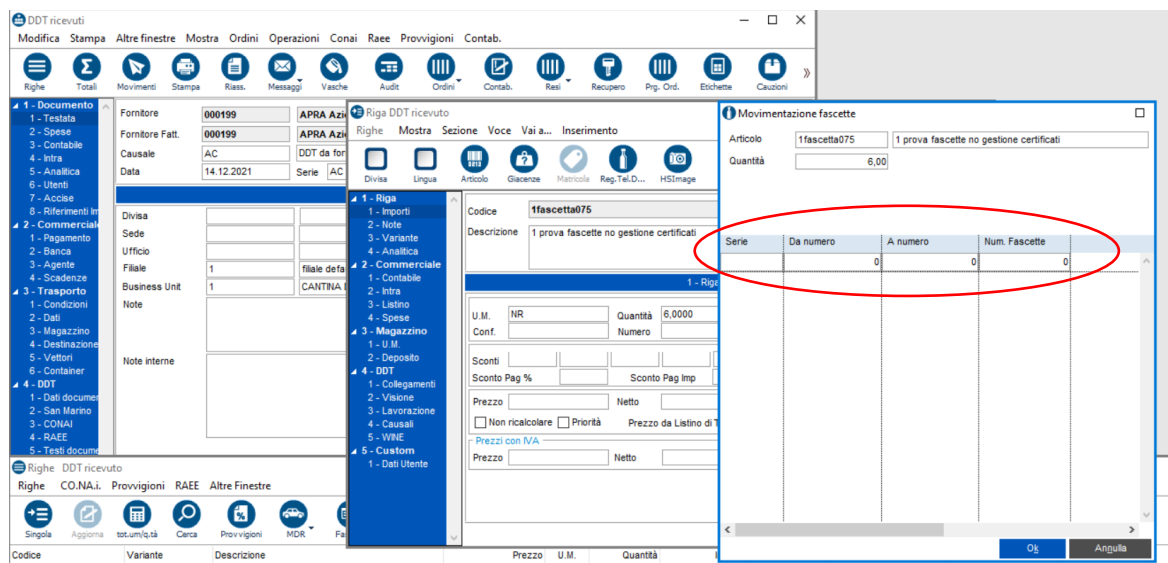 DDT ricevuti
Modifica Stampa Altre finestre Mostra Ordini Operazioni Conai Raee Provvigioni Contab.
Righe Totali Movimenti Stampa Riass. Messaggi Vasche Audit Ordini Contab. Resi Recupero Prg. Ord. Etichette Cauzioni
1 - Documento
1 - Testata
2 - Spese
3 - Contabile
4 - Intra
5 - Analitica
6 - Utenti
7 - Accise
8 - Riferimenti In
2 - Commerciale
1 - Pagamento
2 - Banca
3 - Agente
4 - Scadenze
3 - Trasporto
1 - Condizioni
2 - Dati
3 - Magazzino
4 - Destinazione
5 - Vettori
6 - Container
4 - DDT
1 - Dati documen
2 - San Marino
3 - CONAI
4 - RAEE
5 - Testi docume
Fornitore 000199 APRA Azi
Fornitore Fatt. 000199 APRA Azi
Causale AC DDT da for
Data 14.12.2021 Serie AC
Divisa
Sede
Ufficio
Filiale 1 filiale defa
Business Unit 1 CANTINA
Note
Note interne
Righe DDT ricevuto
Righe CO.NA.i. Provvigioni RAEE Altre Finestre
Singola Aggiorna tot.um/q.tà Cerca Provvigioni MDR Fa
Codice Variante Descrizione Prezzo U.M. Quantità
Riga DDT ricevuto
Righe Mostra Sezione Voce Vai a... Inserimento
Divisa Lingua Articolo Giacenze Matricole Reg.Tel.D... HSImage
1 - Riga
1 - Importi
2 - Note
3 - Variante
4 - Analitica
2 - Commerciale
1 - Contabile
2 - Intra
3 - Listino
4 - Spese
3 - Magazzino
1 - U.M.
2 - Deposito
4 - DDT
1 - Collegamenti
2 - Visione
3 - Lavorazione
4 - Causali
5 - WINE
5 - Custom
1 - Dati Utente
Codice 1fascetta075
Descrizione 1 prova fascette no gestione certificati
1 - Riga
U.M. NR Quantità 6,0000
Conf. Numero
Sconti
Sconto Pag % Sconto Pag Imp
Prezzo Netto
Non ricalcolare Priorità Prezzo da Listino di T
Prezzi con IVA
Prezzo Netto
Movimentazione fascette
Articolo 1fascetta075 1 prova fascette no gestione certificati
Quantità 6,00
Serie Da numero A numero Num. Fascette
0 0 0
Ok Annulla